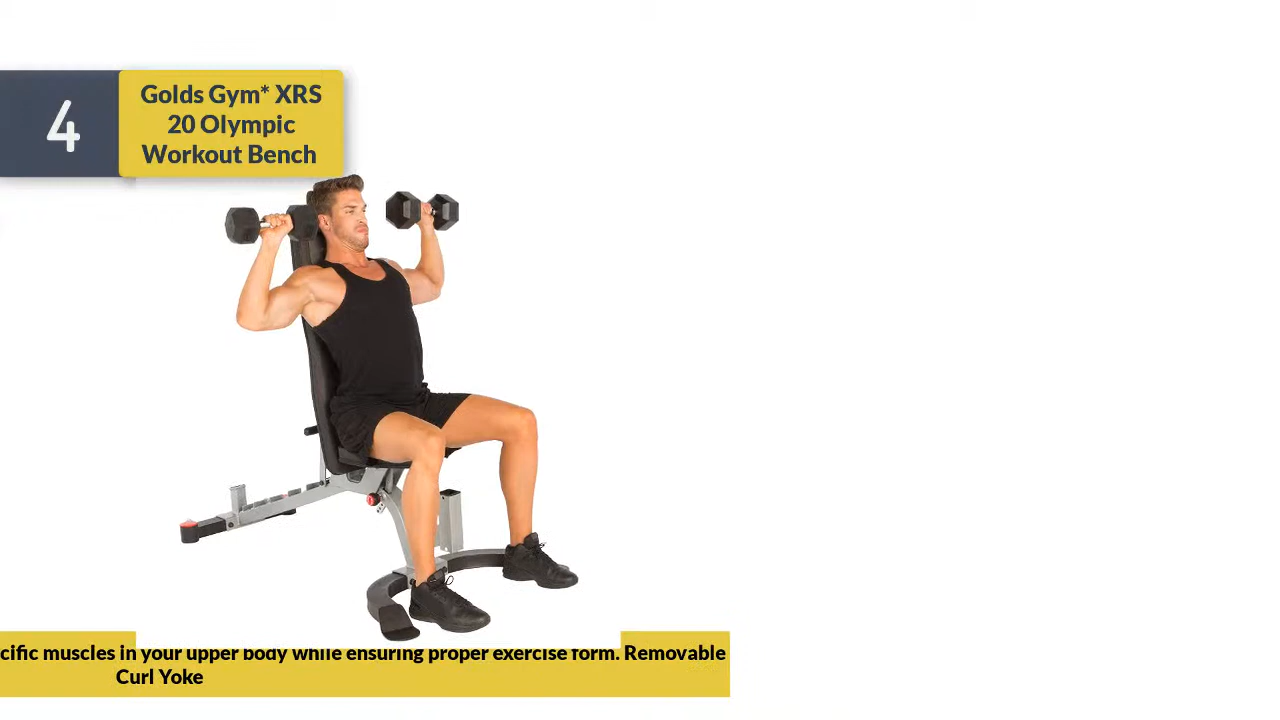 4
Golds Gym* XRS
20 Olympic
Workout Bench
muscles in your upper body while ensuring proper exercise form. Removable
Curl Yoke